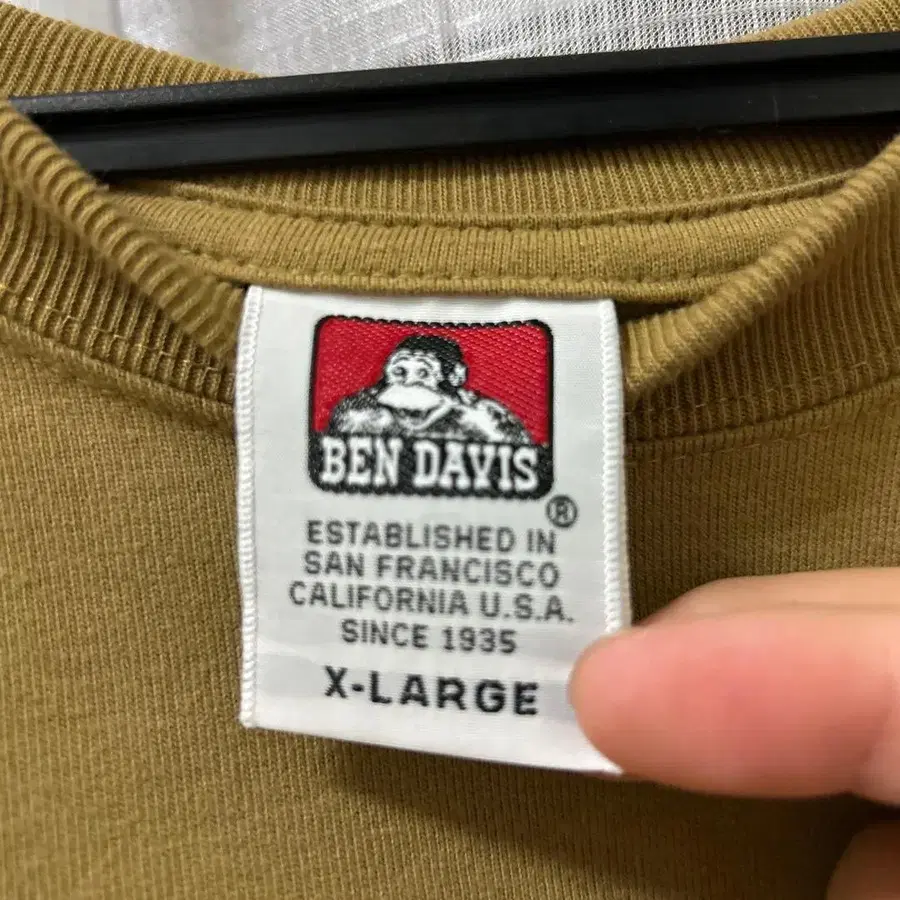 BEN DAVIS
®
ESTABLISHED IN
SAN FRANCISCO
CALIFORNIA U.S.A.
SINCE 1935
X-LARGE